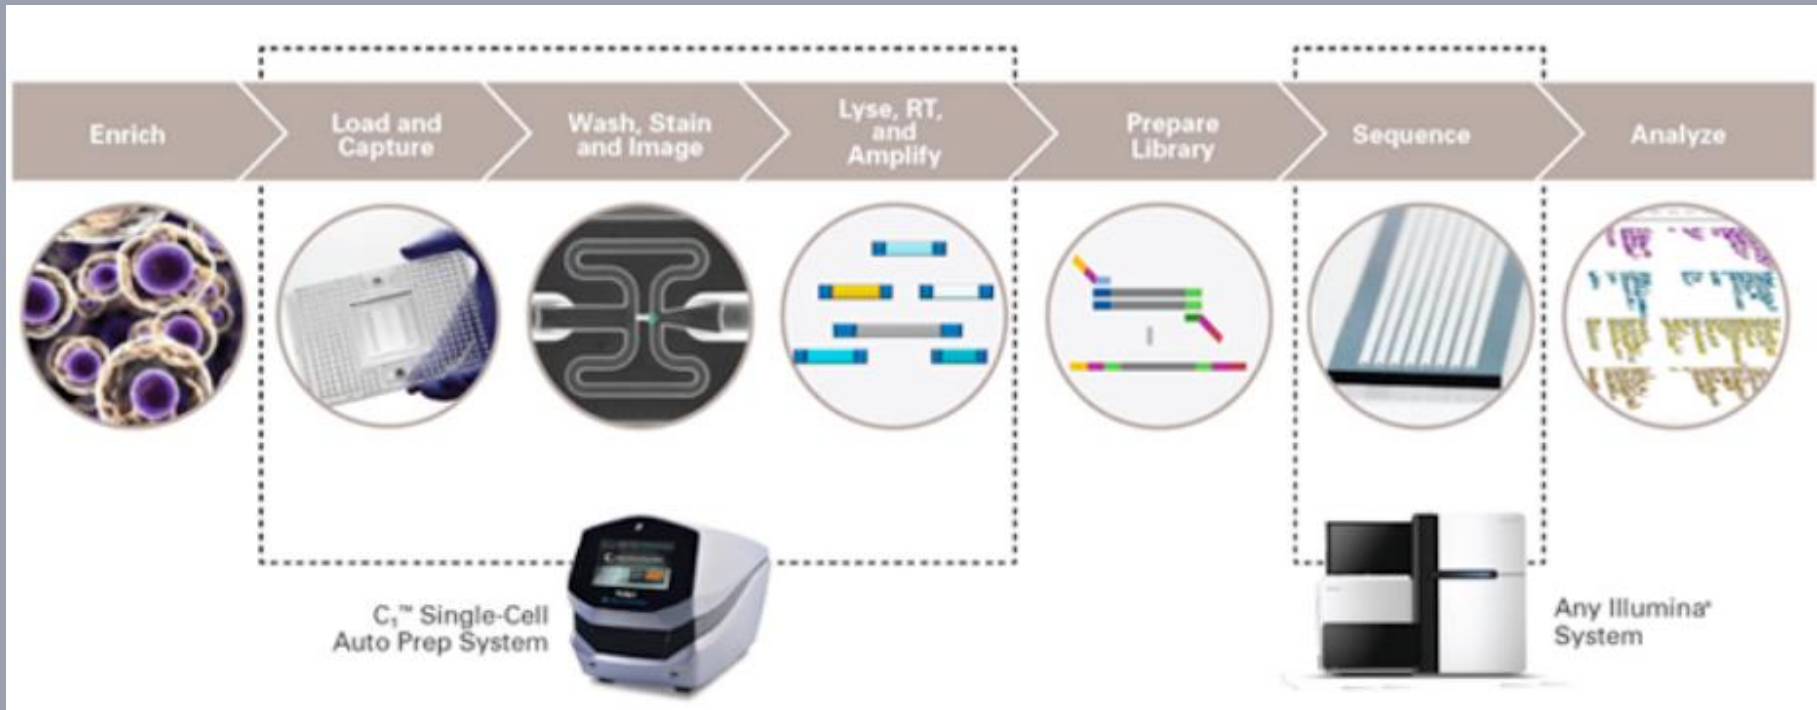 Enrich
Load and
Capture
Wash, Stain
and Image
Lyse, RT,
and
Amplify
Prepare
Library
Sequence
Analyze
C₁™ Single-Cell
Auto Prep System
Any Illumina®
System